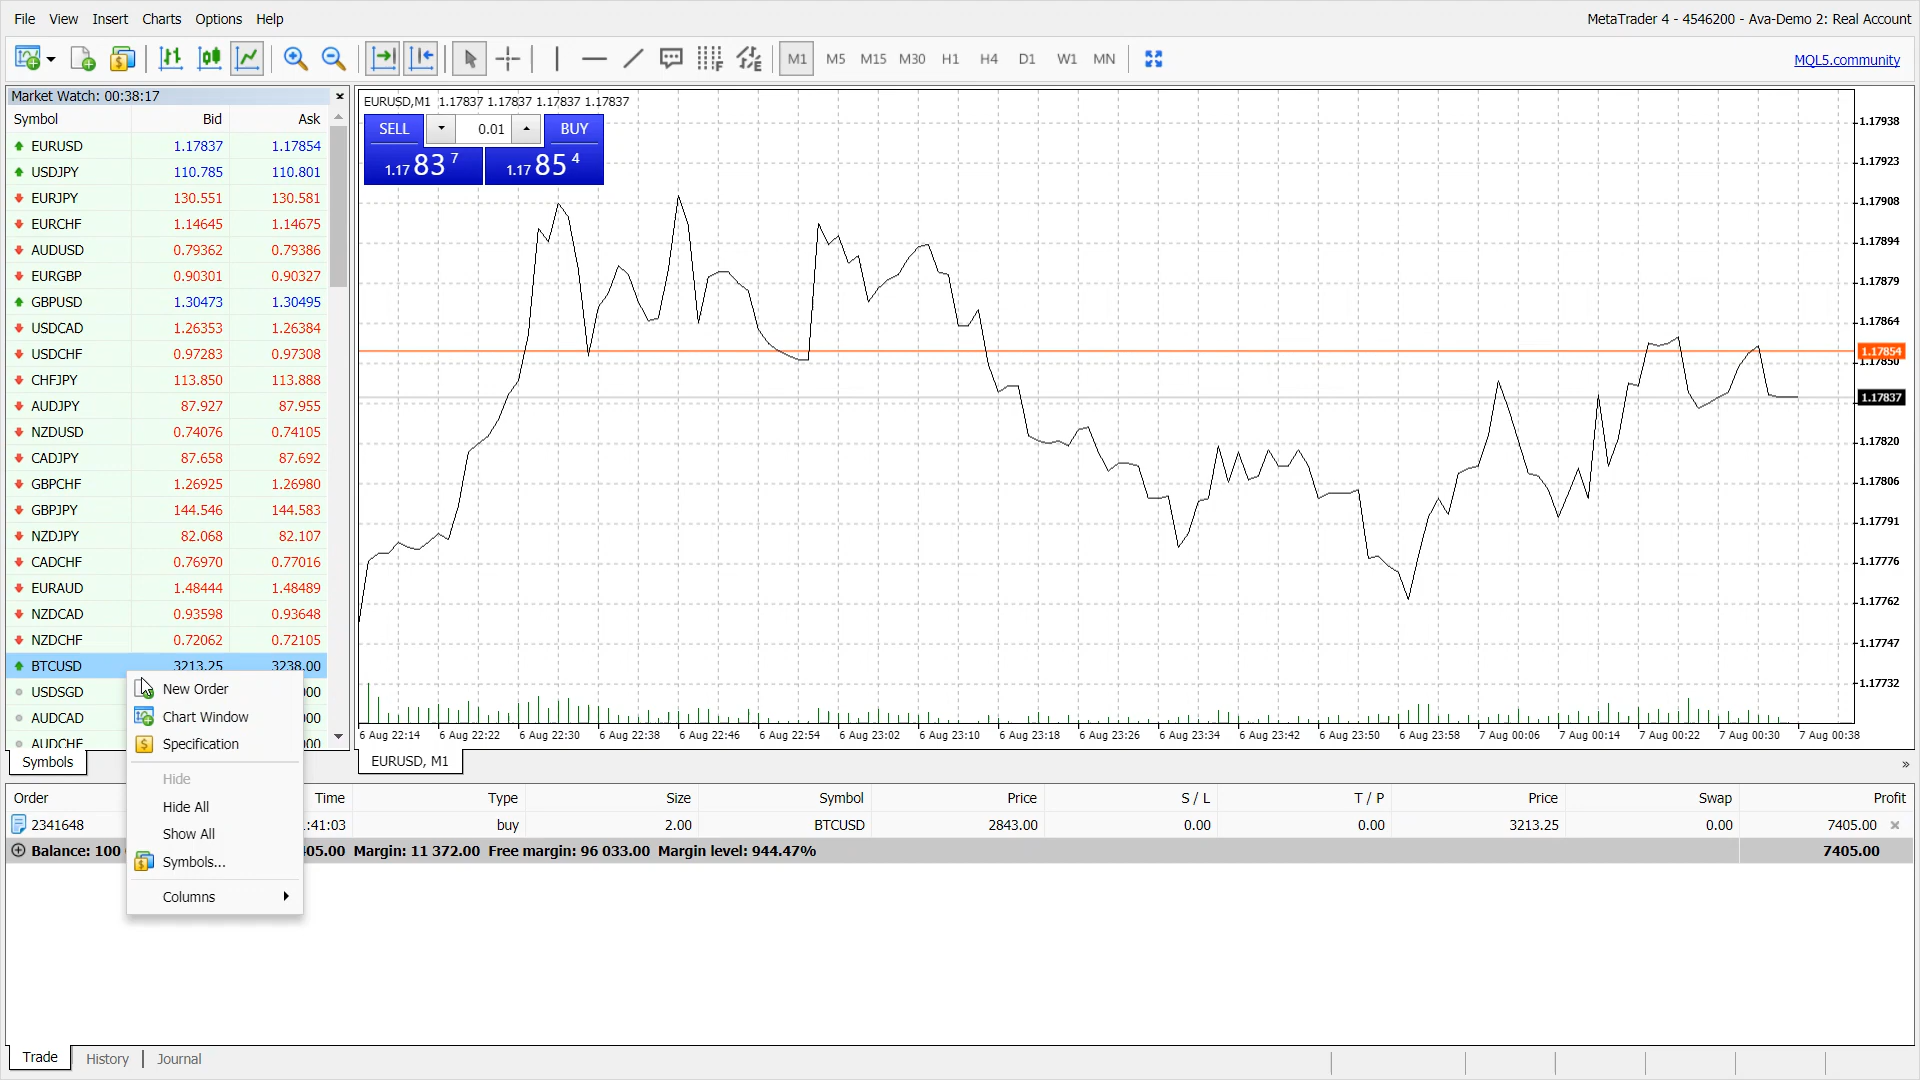 File View Insert Charts Options Help
MetaTrader 4 - 4546200 - Ava-Demo 2: Real Account
M1 M5 M15 M30 H1 H4 D1 W1 MN
MQL5.community
Market Watch: 00:38:17
Symbol Bid Ask
EURUSD 1.17837 1.17854
USDJPY 110.785 110.801
EURJPY 130.551 130.581
EURCHF 1.14645 1.14675
AUDUSD 0.79362 0.79386
EURGBP 0.90301 0.90327
GBPUSD 1.30473 1.30495
USDCAD 1.26353 1.26384
USDCHF 0.97283 0.97308
CHFJPY 113.850 113.888
AUDJPY 87.927 87.955
NZDUSD 0.74076 0.74105
CADJPY 87.658 87.692
GBPCHF 1.26925 1.26980
GBPJPY 144.546 144.583
NZDJPY 82.068 82.107
CADCHF 0.76970 0.77016
EURAUD 1.48444 1.48489
NZDCAD 0.93598 0.93648
NZDCHF 0.72062 0.72105
BTCUSD 3213.25 3238.00
USDSGD 000
AUDCAD 000
AUDCHF 000
Symbols
New Order
Chart Window
Specification
Hide
Hide All
Show All
Symbols...
Columns
EURUSD,M1 1.17837 1.17837 1.17837 1.17837
SELL 0.01 BUY
1.17 83 7 1.17 85 4
1.17938
1.17923
1.17908
1.17894
1.17879
1.17864
1.17854
1.17850
1.17837
1.17820
1.17806
1.17791
1.17776
1.17762
1.17747
1.17732
6 Aug 22:14 6 Aug 22:22 6 Aug 22:30 6 Aug 22:38 6 Aug 22:46 6 Aug 22:54 6 Aug 23:02 6 Aug 23:10 6 Aug 23:18 6 Aug 23:26 6 Aug 23:34 6 Aug 23:42 6 Aug 23:50 6 Aug 23:58 7 Aug 00:06 7 Aug 00:14 7 Aug 00:22 7 Aug 00:30 7 Aug 00:38
EURUSD, M1
»
Order Time Type Size Symbol Price S / L T / P Price Swap Profit
2341648 :41:03 buy 2.00 BTCUSD 2843.00 0.00 0.00 3213.25 0.00 7405.00
Balance: 100 405.00 Margin: 11 372.00 Free margin: 96 033.00 Margin level: 944.47% 7405.00
Trade History Journal